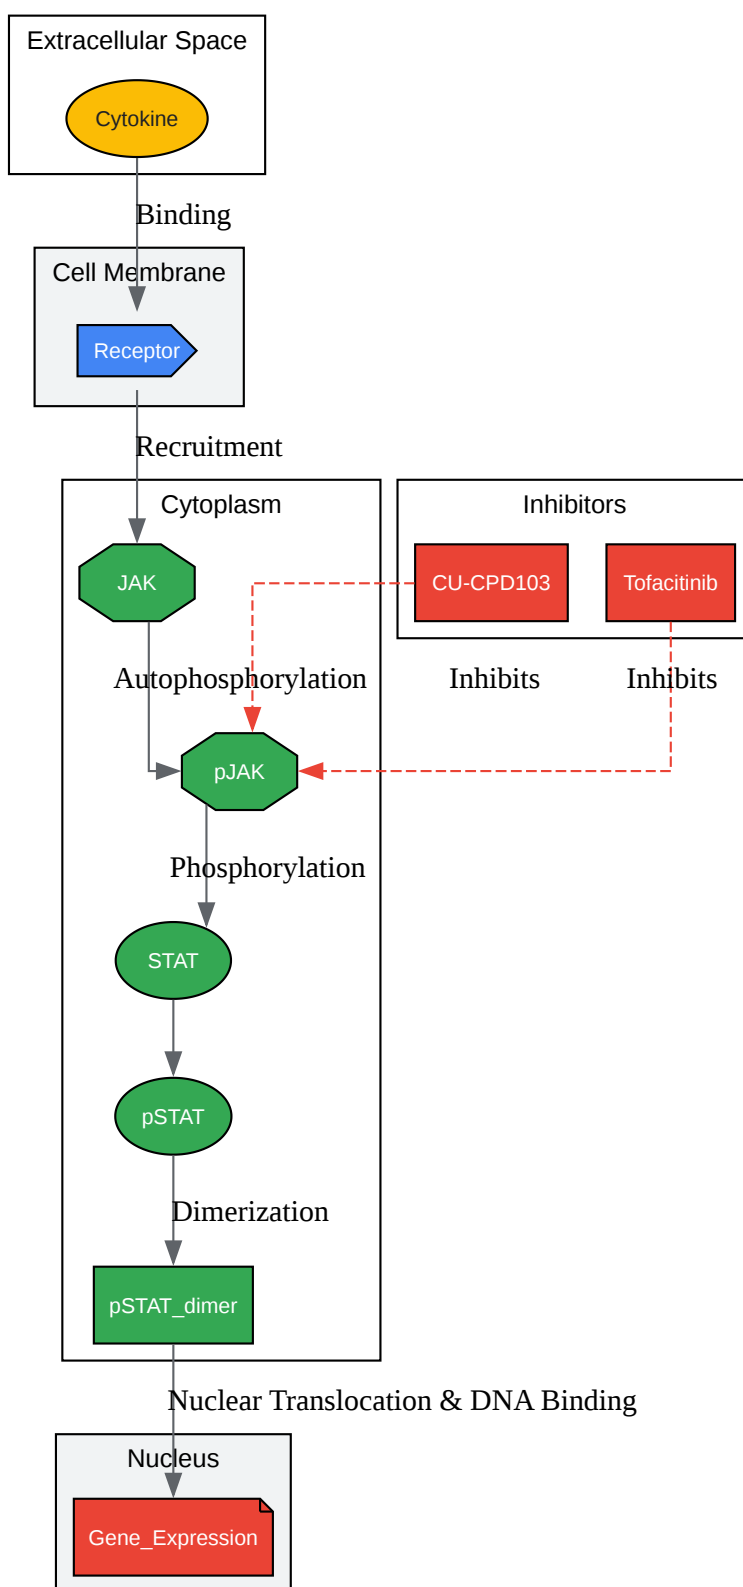 Extracellular Space
Cytokine
Binding
Cell Membrane
Receptor
Recruitment
Cytoplasm
Inhibitors
JAK
CU-CPD103
Tofacitinib
Autophosphorylation
Inhibits
Inhibits
pJAK
Phosphorylation
STAT
pSTAT
Dimerization
pSTAT_dimer
Nuclear Translocation & DNA Binding
Nucleus
Gene_Expression